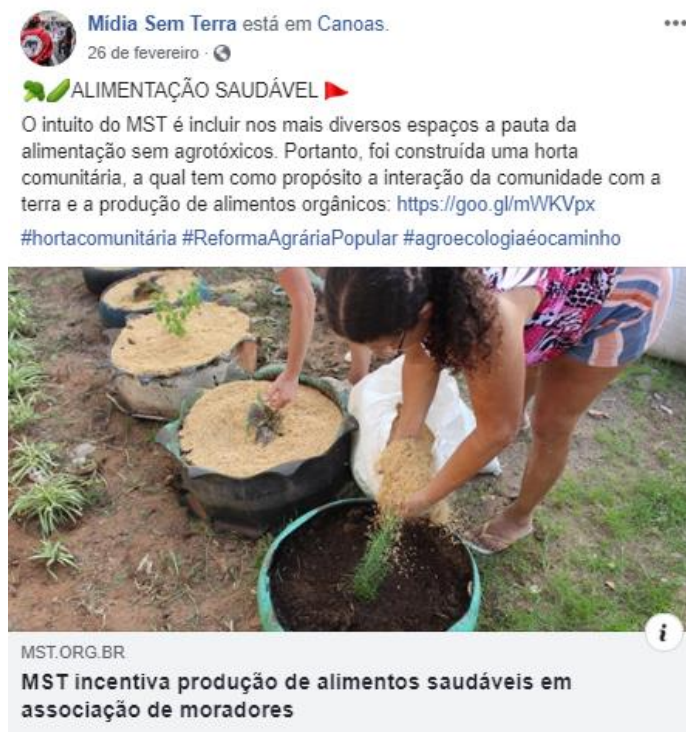 Mídia Sem Terra está em Canoas.
26 de fevereiro ·
ALIMENTAÇÃO SAUDÁVEL
O intuito do MST é incluir nos mais diversos espaços a pauta da
alimentação sem agrotóxicos. Portanto, foi construída uma horta
comunitária, a qual tem como propósito a interação da comunidade com a
terra e a produção de alimentos orgânicos: https://goo.gl/mWKVpx
#hortacomunitária #ReformaAgráriaPopular #agroecologiaéocaminho
i
MST.ORG.BR
MST incentiva produção de alimentos saudáveis em
associação de moradores